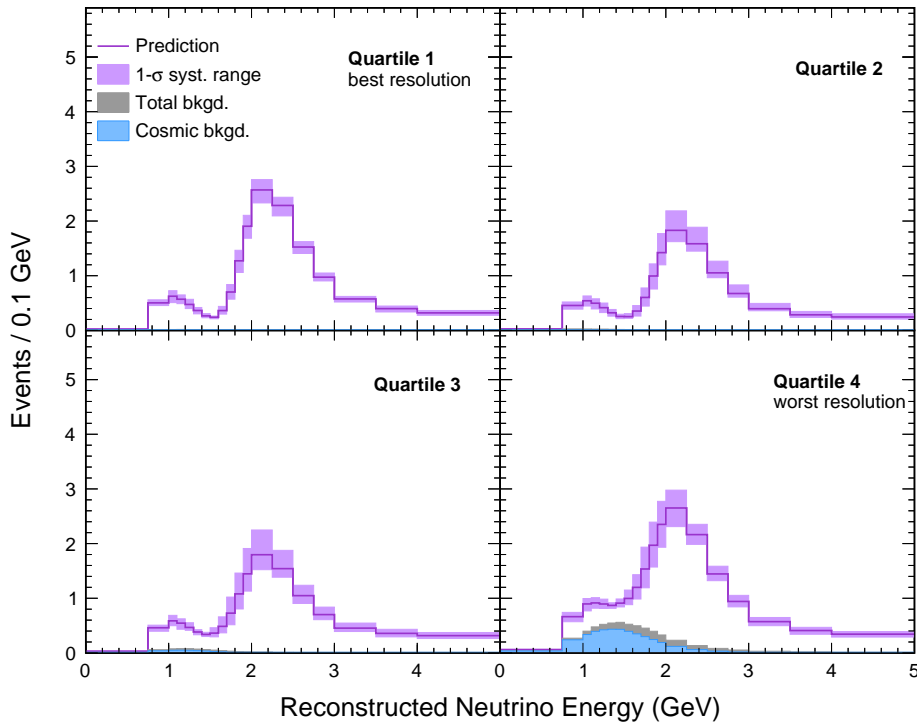 Prediction
1-σ syst. range
Total bkgd.
Cosmic bkgd.
Quartile 1
best resolution
Quartile 2
Quartile 3
Quartile 4
worst resolution
5
4
3
2
1
0
5
4
3
2
1
0
0 1 2 3 4 0 1 2 3 4 5
Events / 0.1 GeV
Reconstructed Neutrino Energy (GeV)